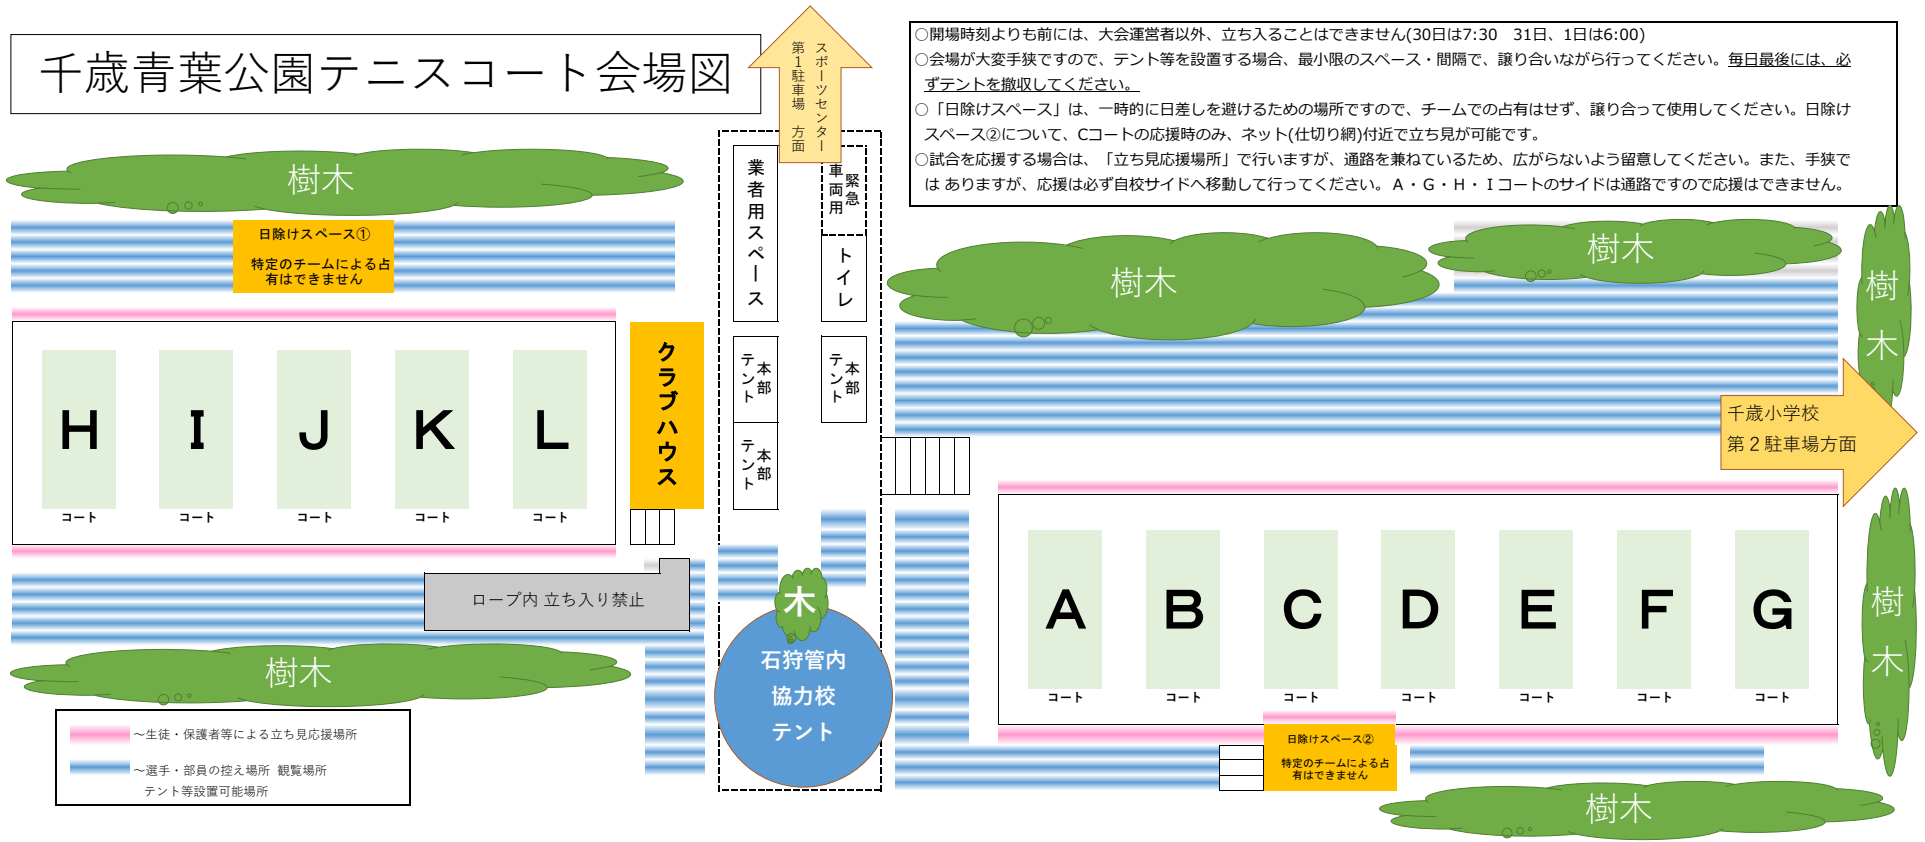 千歳青葉公園テニスコート会場図
スポーツセンター
第１駐車場　方面
○開場時刻よりも前には、大会運営者以外、立ち入ることはできません(30日は7:30　31日、1日は6:00)
○会場が大変手狭ですので、テント等を設置する場合、最小限のスペース・間隔で、譲り合いながら行ってください。毎日最後には、必
ずテントを撤収してください。
○「日除けスペース」は、一時的に日差しを避けるための場所ですので、チームでの占有はせず、譲り合って使用してください。日除け
スペース②について、Cコートの応援時のみ、ネット(仕切り網)付近で立ち見が可能です。
○試合を応援する場合は、「立ち見応援場所」で行いますが、通路を兼ねているため、広がらないよう留意してください。また、手狭で
は ありますが、応援は必ず自校サイドへ移動して行ってください。Ａ・Ｇ・Ｈ・Ｉコートのサイドは通路ですので応援はできません。
樹木
日除けスペース①
特定のチームによる占
有はできません
業者用スペース
緊急
車両用
トイレ
樹木
樹木
樹木
H
I
J
K
L
コート
コート
コート
コート
コート
クラブハウス
本部
テント
本部
テント
本部
テント
千歳小学校
第２駐車場方面
ロープ内 立ち入り禁止
木
石狩管内
協力校
テント
A
B
C
D
E
F
G
コート
コート
コート
コート
コート
コート
コート
樹木
樹木
日除けスペース②
特定のチームによる占
有はできません
樹木
～生徒・保護者等による立ち見応援場所
～選手・部員の控え場所 観覧場所
テント等設置可能場所